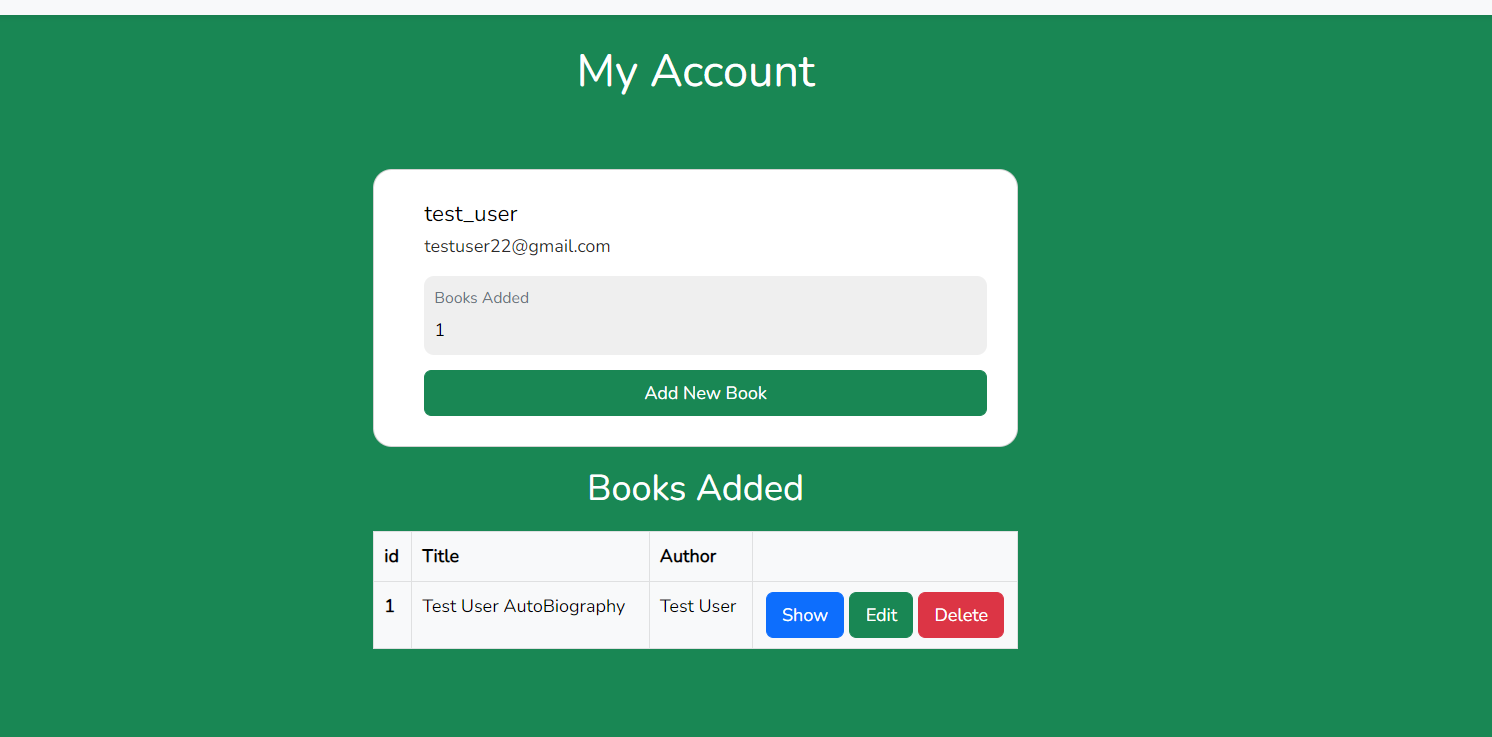 My Account
test_user
testuser22@gmail.com
Books Added
1
Add New Book
Books Added
id Title Author
1 Test User AutoBiography Test User Show Edit Delete